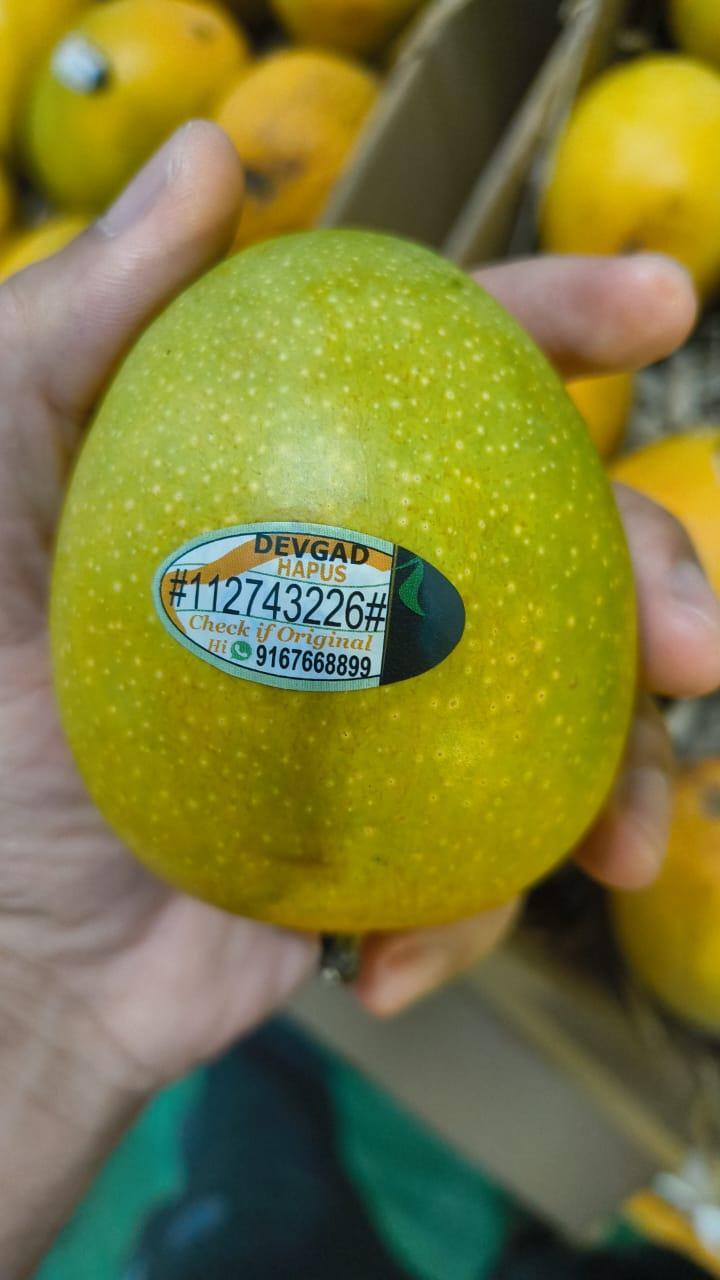 DEVGAD
HAPUS
#112743226#
Check if Original
Hi 9167668899